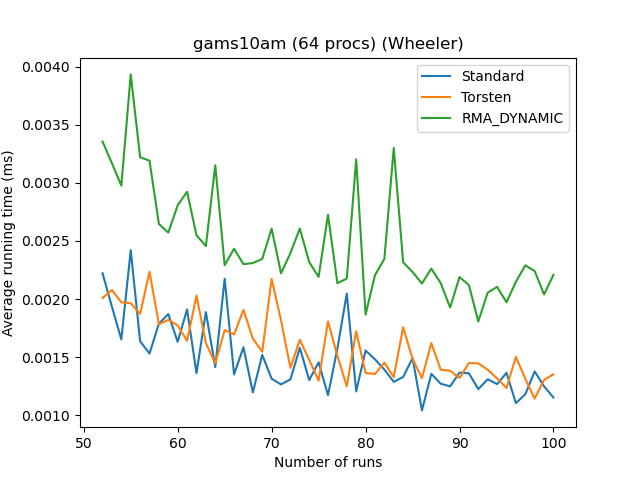 gams10am (64 procs) (Wheeler)
Average running time (ms)
0.0040
0.0035
0.0030
0.0025
0.0020
0.0015
0.0010
Standard
Torsten
RMA_DYNAMIC
50
60
70
80
90
100
Number of runs